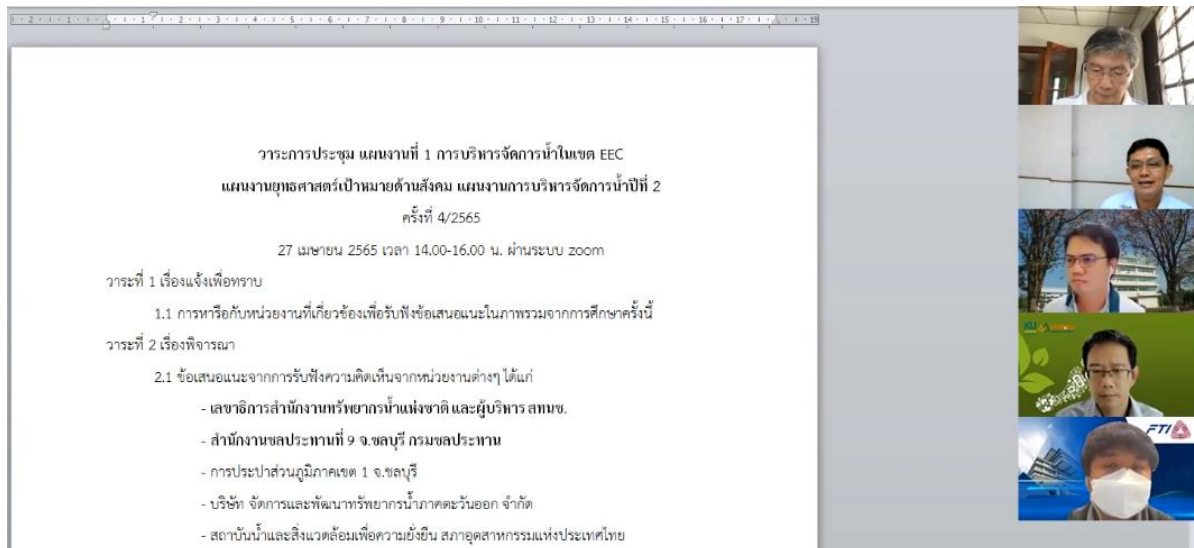 วาระการประชุม แผนงานที่ 1 การบริหารจัดการน้ำในเขต EEC
แผนงานยุทธศาสตร์เป้าหมายด้านสังคม แผนงานการบริหารจัดการน้ำปีที่ 2
ครั้งที่ 4/2565
27 เมษายน 2565 เวลา 14.00-16.00 น. ผ่านระบบ zoom
วาระที่ 1 เรื่องแจ้งเพื่อทราบ
1.1 การหารือกับหน่วยงานที่เกี่ยวข้องเพื่อรับฟังข้อเสนอแนะในภาพรวมจากการศึกษาครั้งนี้
วาระที่ 2 เรื่องพิจารณา
2.1 ข้อเสนอแนะจากการรับฟังความคิดเห็นจากหน่วยงานต่างๆ ได้แก่
- เลขาธิการสำนักงานทรัพยากรน้ำแห่งชาติ และผู้บริหาร สทนช.
- สำนักงานชลประทานที่ 9 จ.ชลบุรี กรมชลประทาน
- การประปาส่วนภูมิภาคเขต 1 จ.ชลบุรี
- บริษัท จัดการและพัฒนาทรัพยากรน้ำภาคตะวันออก จำกัด
- สถาบันน้ำและสิ่งแวดล้อมเพื่อความยั่งยืน สภาอุตสาหกรรมแห่งประเทศไทย
KU
FTI